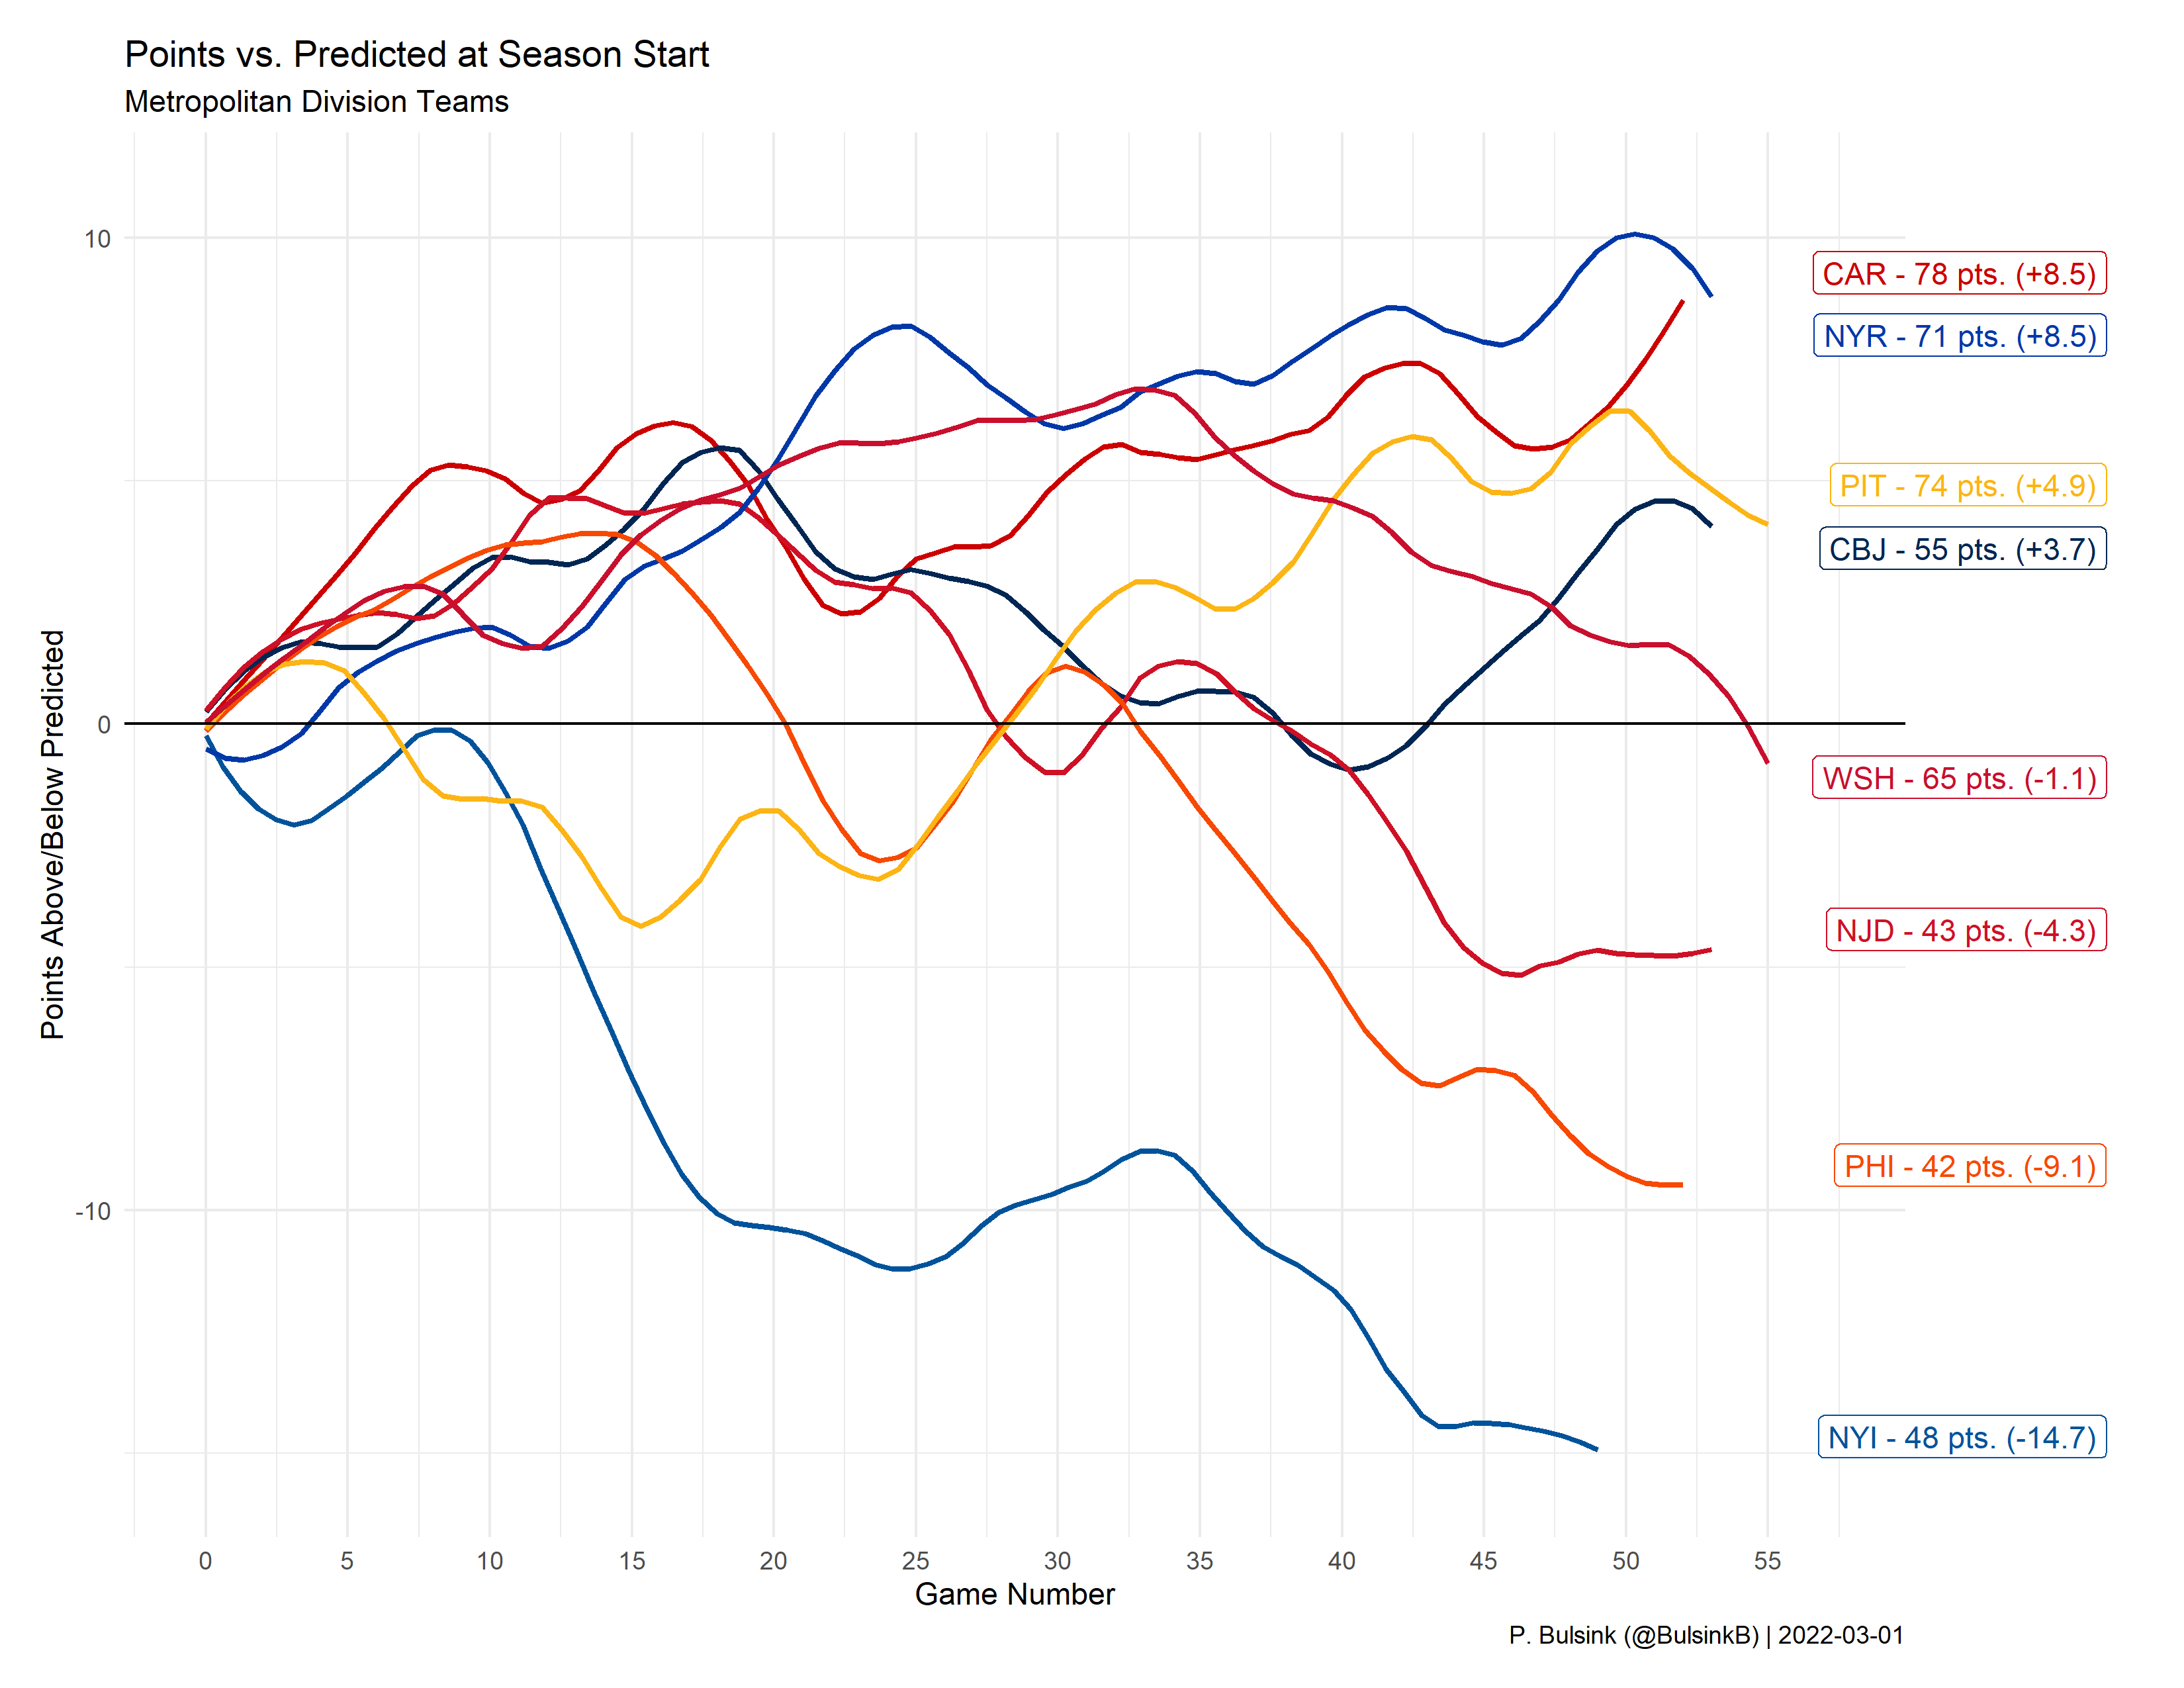 Points vs. Predicted at Season Start
Metropolitan Division Teams
Points Above/Below Predicted
10
0
-10
CAR - 78 pts. (+8.5)
NYR - 71 pts. (+8.5)
PIT - 74 pts. (+4.9)
CBJ - 55 pts. (+3.7)
WSH - 65 pts. (-1.1)
NJD - 43 pts. (-4.3)
PHI - 42 pts. (-9.1)
NYI - 48 pts. (-14.7)
0 5 10 15 20 25 30 35 40 45 50 55
Game Number
P. Bulsink (@BulsinkB) | 2022-03-01